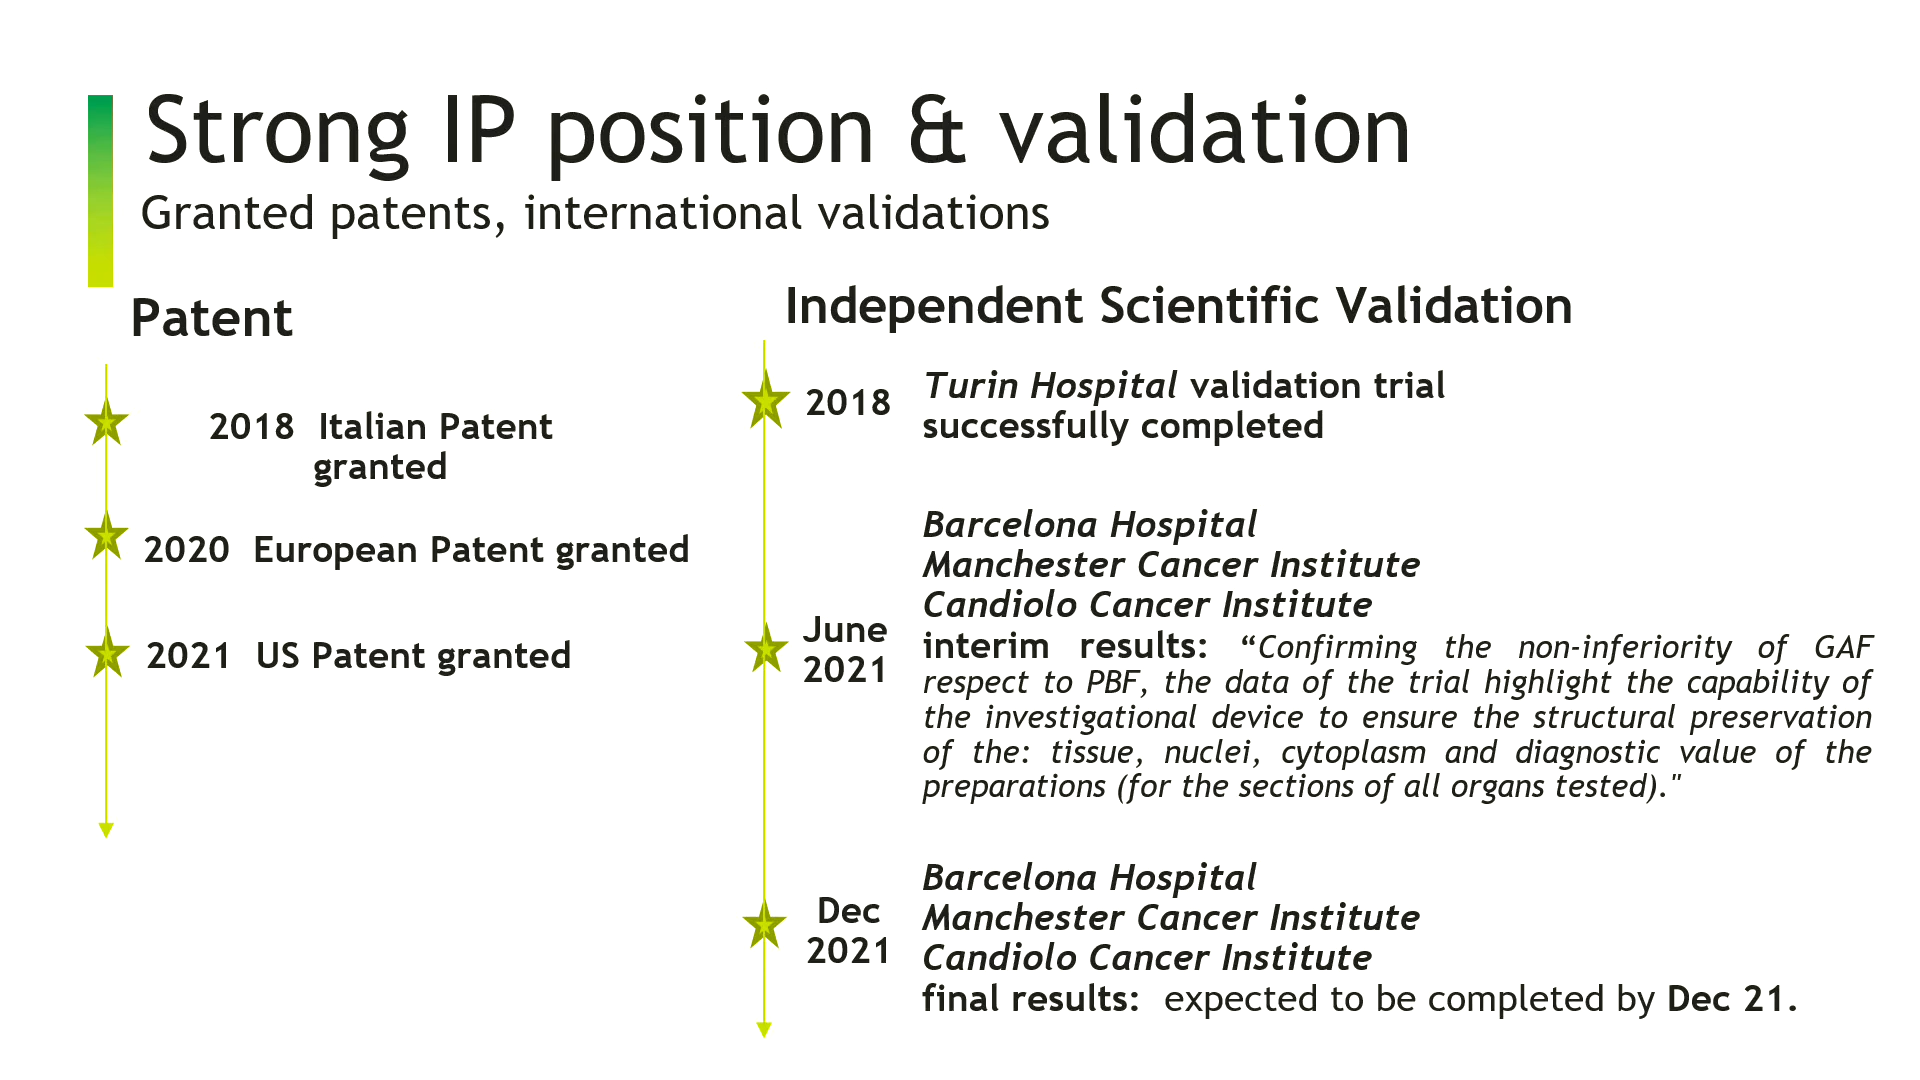 Strong IP position & validation
Granted patents, international validations
Patent
2018 Italian Patent
granted
2020 European Patent granted
2021 US Patent granted
Independent Scientific Validation
2018
Turin Hospital validation trial
successfully completed
June
2021
Barcelona Hospital
Manchester Cancer Institute
Candiolo Cancer Institute
interim results: “Confirming the non-inferiority of GAF
respect to PBF, the data of the trial highlight the capability of
the investigational device to ensure the structural preservation
of the: tissue, nuclei, cytoplasm and diagnostic value of the
preparations (for the sections of all organs tested)."
Dec
2021
Barcelona Hospital
Manchester Cancer Institute
Candiolo Cancer Institute
final results: expected to be completed by Dec 21.